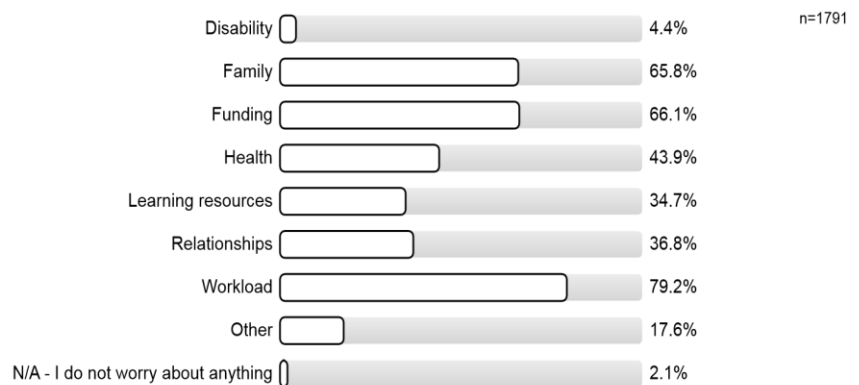 n=1791
Disability 4.4%
Family 65.8%
Funding 66.1%
Health 43.9%
Learning resources 34.7%
Relationships 36.8%
Workload 79.2%
Other 17.6%
N/A - I do not worry about anything 2.1%